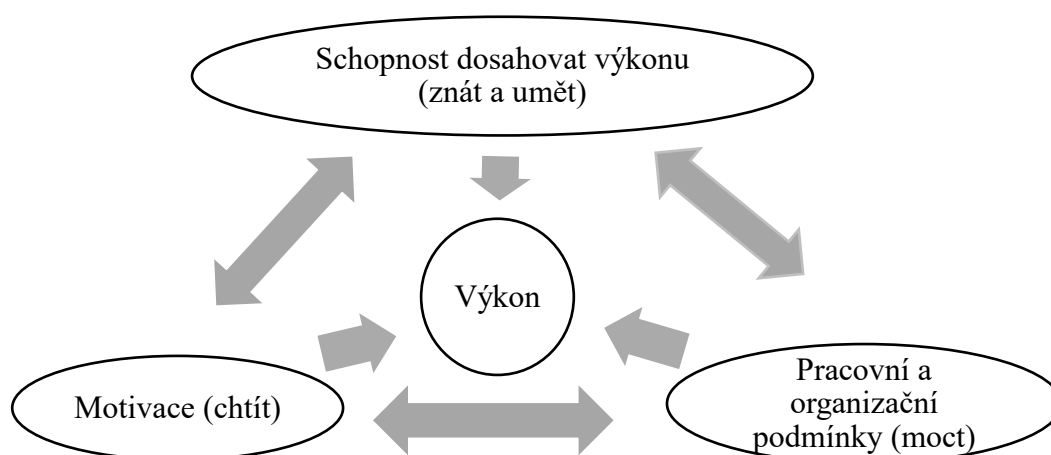 Schopnost dosahovat výkonu
(znát a umět)
Výkon
Motivace (chtít)
Pracovní a
organizační
podmínky (moct)